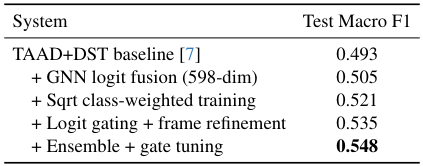 System Test Macro F1
TAAD+DST baseline [7] 0.493
+ GNN logit fusion (598-dim) 0.505
+ Sqrt class-weighted training 0.521
+ Logit gating + frame refinement 0.535
+ Ensemble + gate tuning 0.548